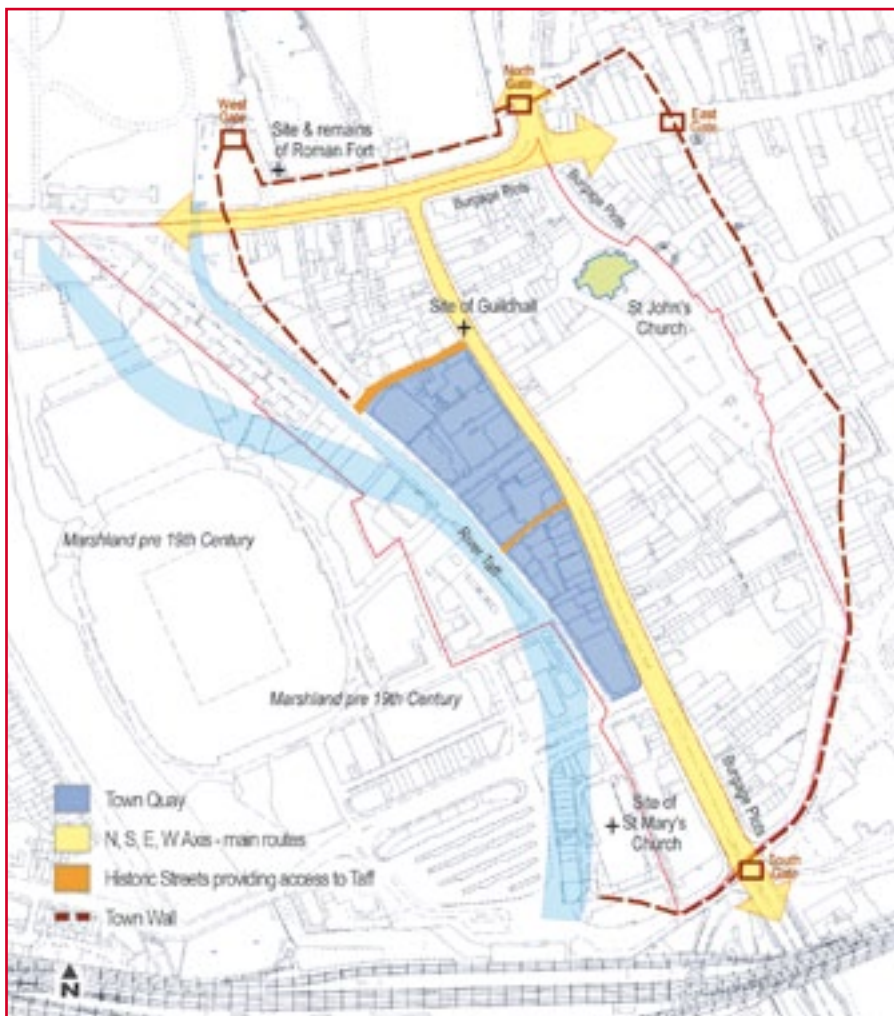 North
Gate
West
Gate
East
Gate
Site & remains
of Roman Fort
Burgage Plots
Burgage Plots
Site of Guildhall
St John's
Church
Marshland pre 19th Century
River Taff
Marshland pre 19th Century
Burgage Plots
Town Quay
N, S, E, W Axis - main routes
Site of
St Mary's
Church
South
Gate
Historic Streets providing access to Taff
Town Wall
N